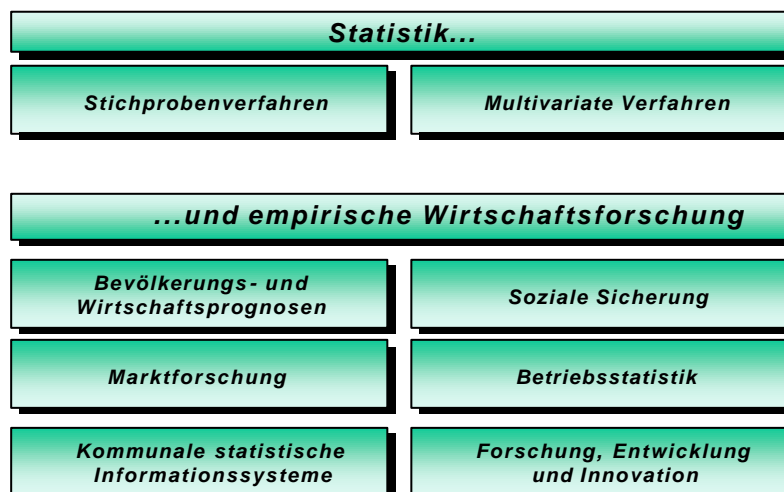 Statistik...
Stichprobenverfahren
Multivariate Verfahren
...und empirische Wirtschaftsforschung
Bevölkerungs- und
Wirtschaftsprognosen
Soziale Sicherung
Marktforschung
Betriebsstatistik
Kommunale statistische
Informationssysteme
Forschung, Entwicklung
und Innovation